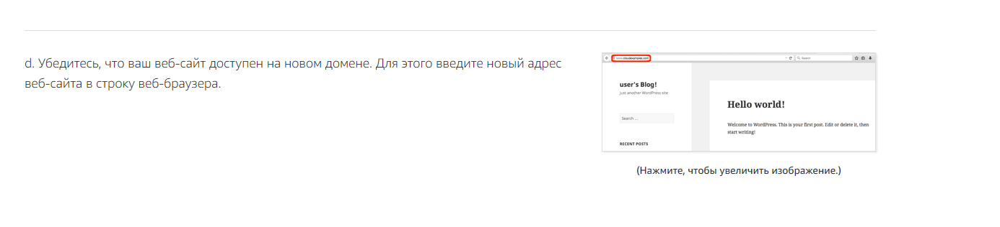 d. Убедитесь, что ваш веб-сайт доступен на новом домене. Для этого введите новый адрес
веб-сайта в строку веб-браузера.
www.cloudexamples.com
Search
user's Blog!
Just another WordPress site
Search ...
RECENT POSTS
Hello world!
Welcome to WordPress. This is your first post. Edit or delete it, then
start writing!
(Нажмите, чтобы увеличить изображение.)